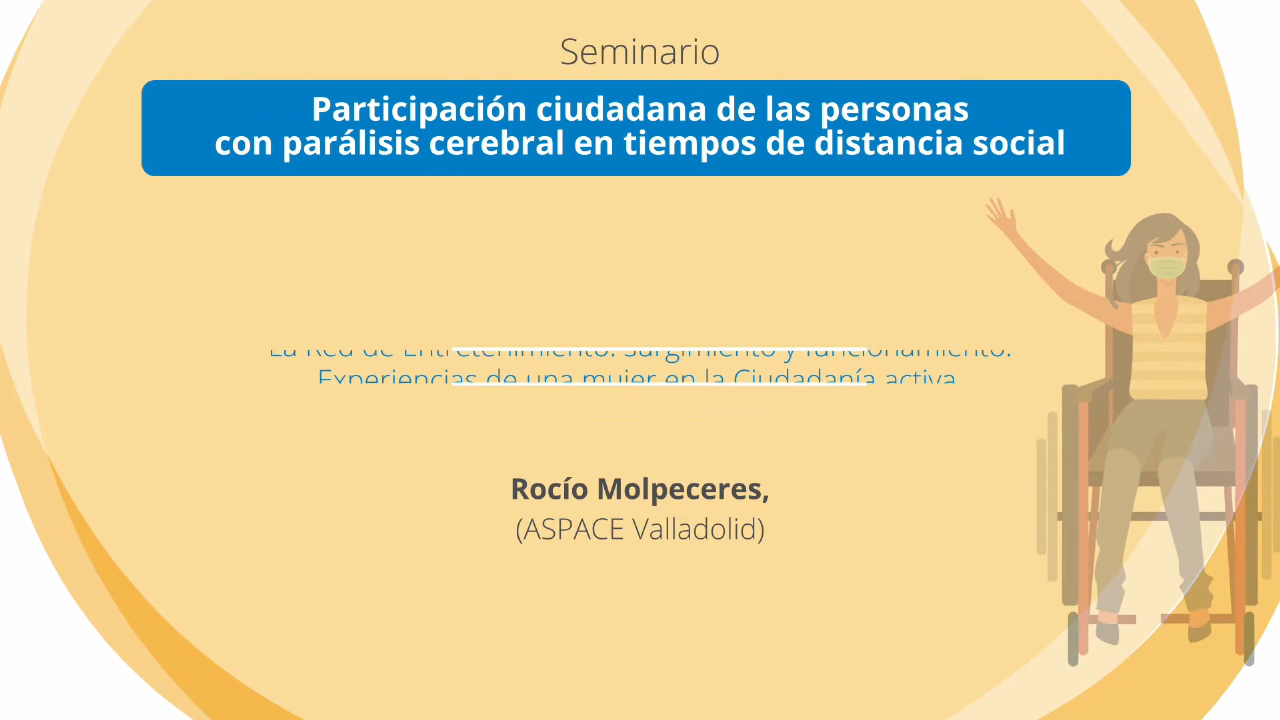 Seminario
Participación ciudadana de las personas
con parálisis cerebral en tiempos de distancia social
La Red de Entretenimiento: surgimiento y funcionamiento.
Experiencias de una mujer en la Ciudadanía activa
Rocío Molpeceres,
(ASPACE Valladolid)